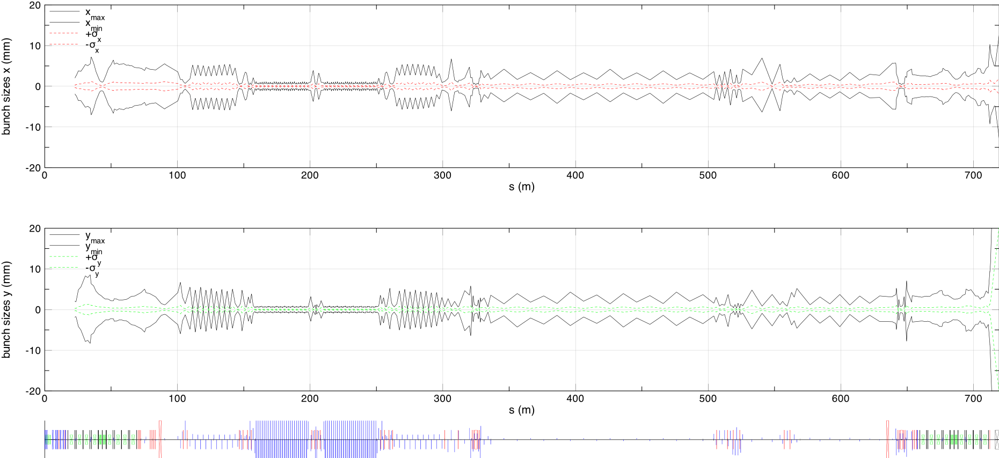 bunch sizes x (mm)
20
10
0
-10
-20
x_max
x_min
+σ_x
-σ_x
0 100 200 300 400 500 600 700
s (m)
bunch sizes y (mm)
20
10
0
-10
-20
y_max
y_min
+σ_y
-σ_y
0 100 200 300 400 500 600 700
s (m)